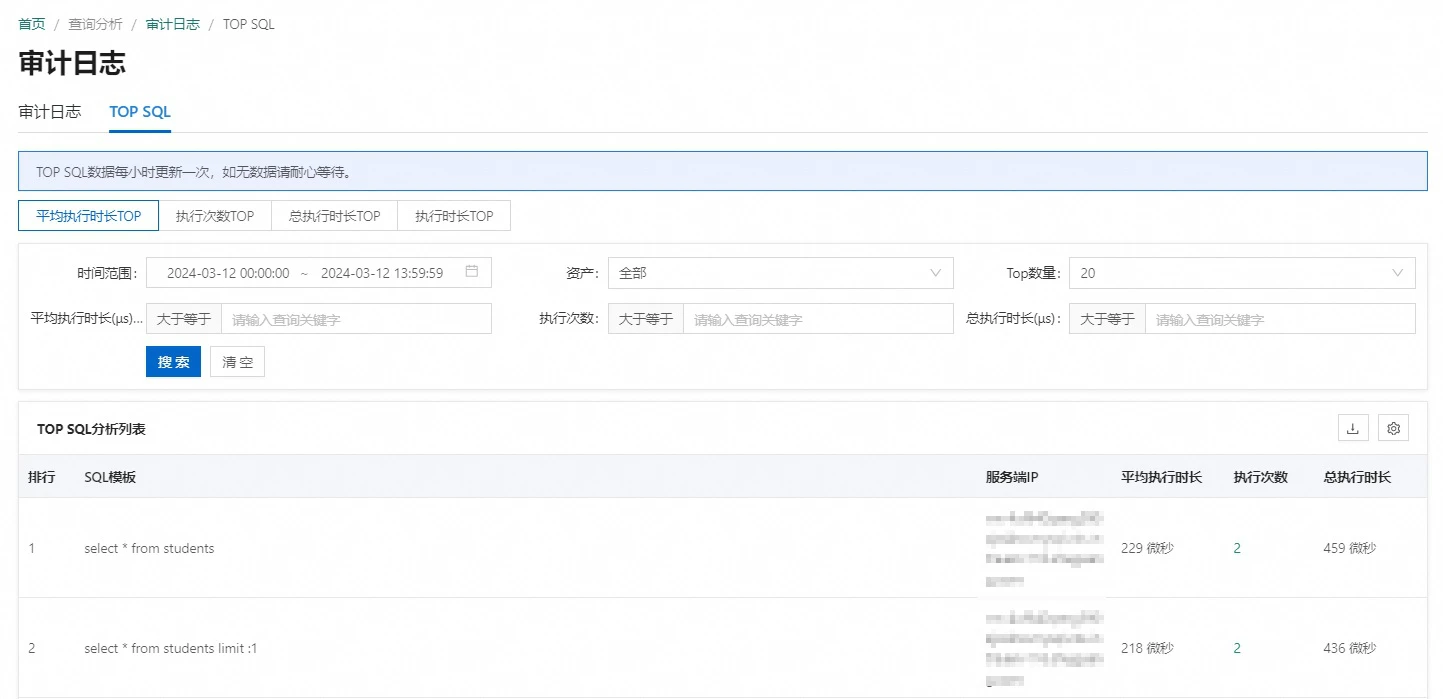 首页 / 查询分析 / 审计日志 / TOP SQL
审计日志
审计日志 TOP SQL
TOP SQL数据每小时更新一次，如无数据请耐心等待。
平均执行时长TOP 执行次数TOP 总执行时长TOP 执行时长TOP
时间范围： 2024-03-12 00:00:00 ~ 2024-03-12 13:59:59 资产： 全部 Top数量： 20
平均执行时长(μs)... 大于等于 请输入查询关键字 执行次数： 大于等于 请输入查询关键字 总执行时长(μs)： 大于等于 请输入查询关键字
搜 索 清 空
TOP SQL分析列表
排行 SQL模板 服务端IP 平均执行时长 执行次数 总执行时长
1 select * from students 229 微秒 2 459 微秒
2 select * from students limit :1 218 微秒 2 436 微秒